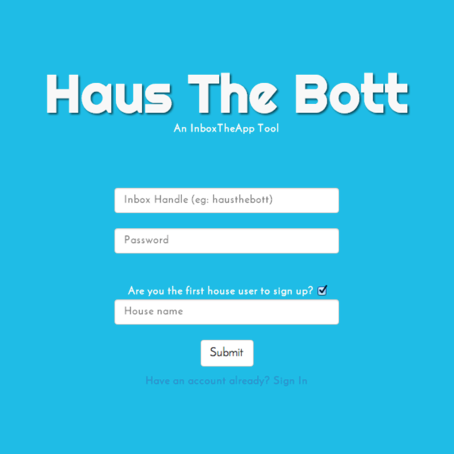 Haus The Bott
An InboxTheApp Tool
Inbox Handle (eg: hausthebott)
Password
Are you the first house user to sign up?
House name
Submit
Have an account already? Sign In